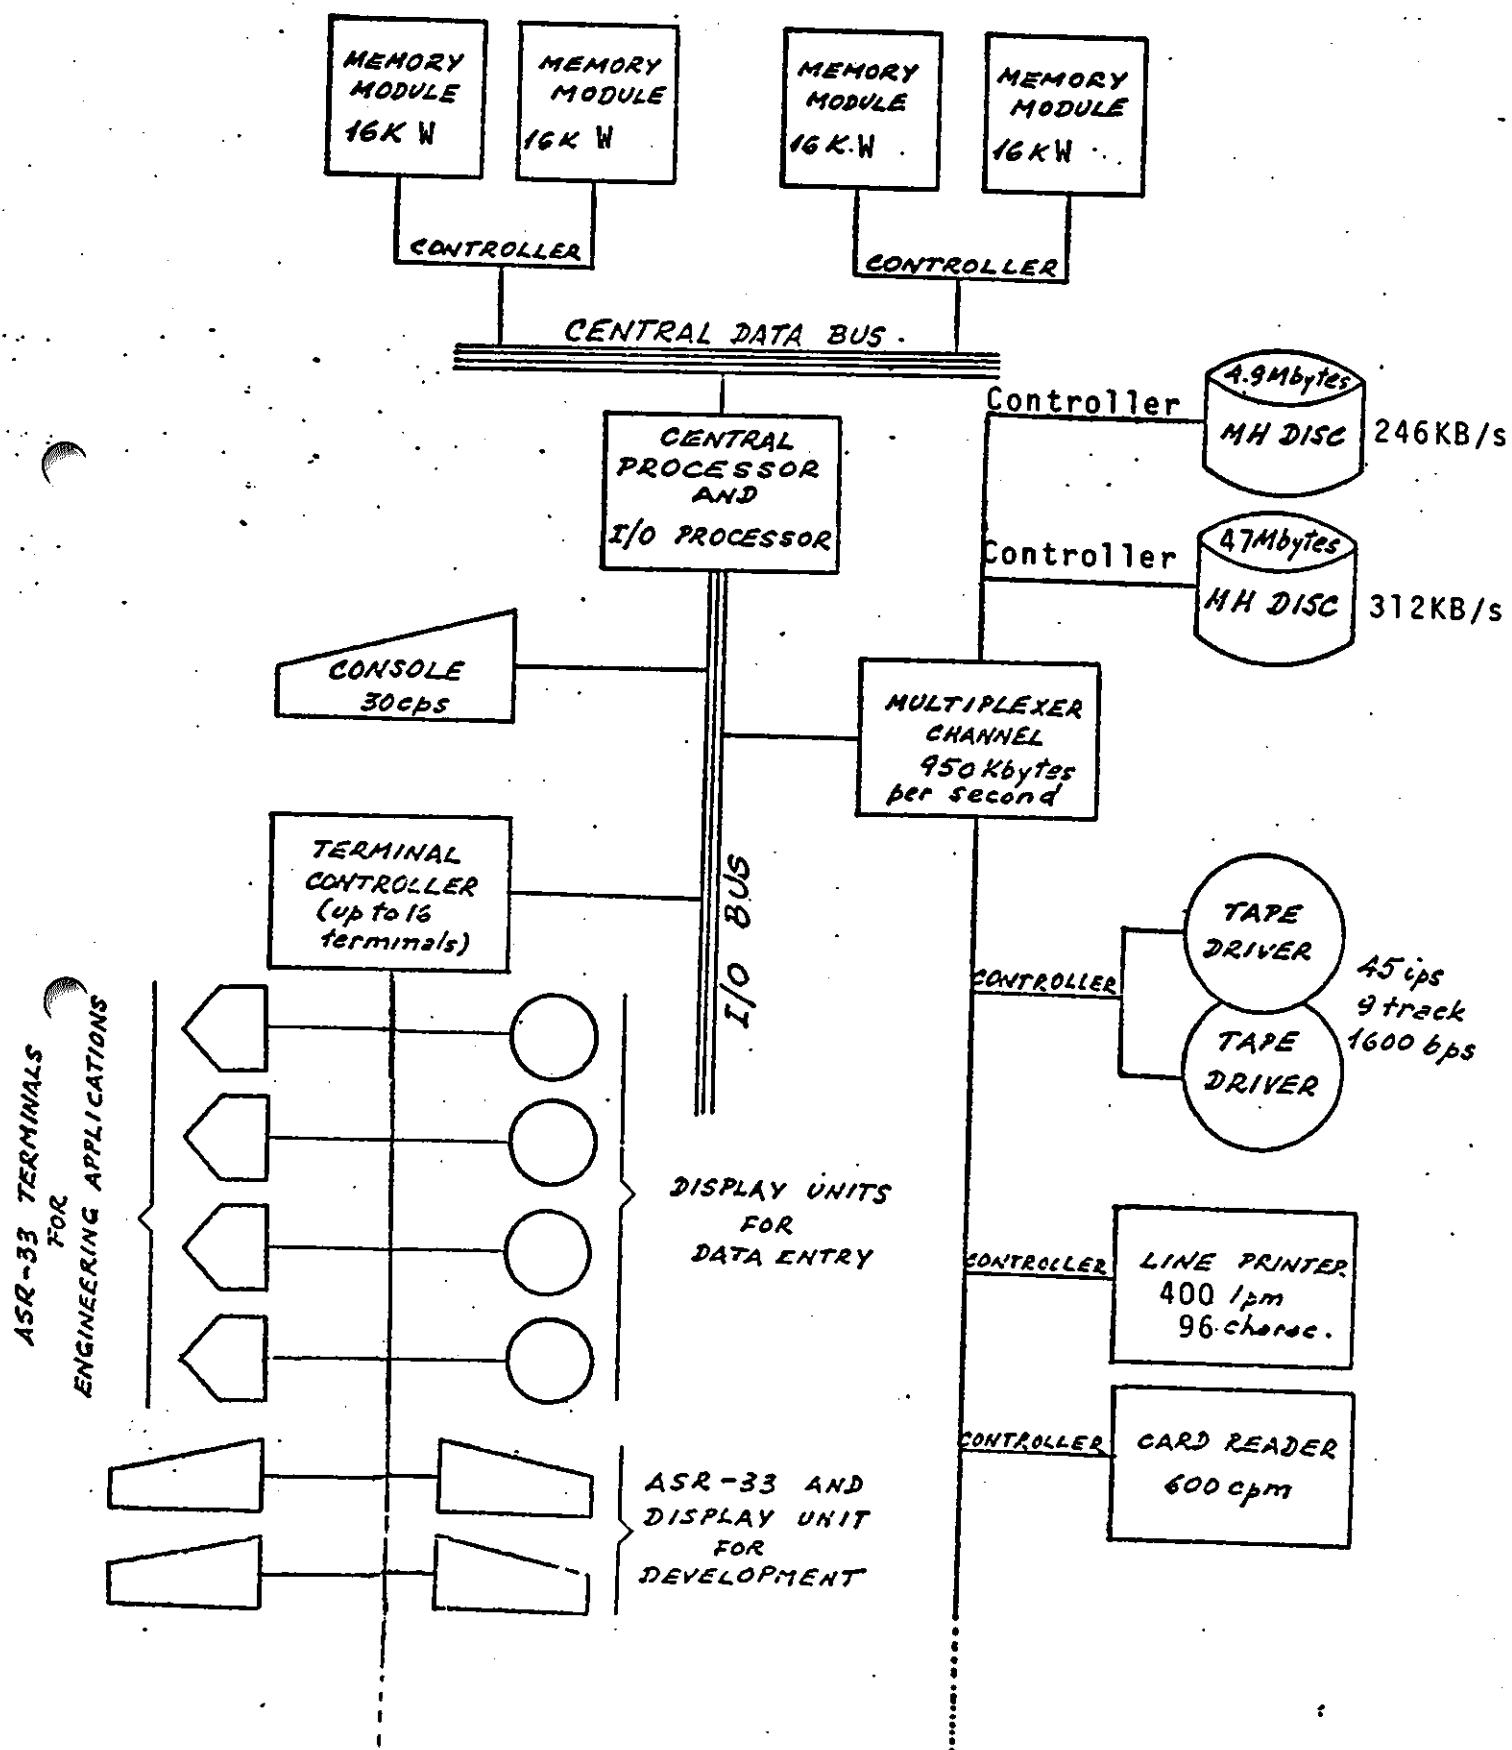 MEMORY
MODULE
16K W
MEMORY
MODULE
16K W
MEMORY
MODULE
16K.W
MEMORY
MODULE
16KW
CONTROLLER
CONTROLLER
CENTRAL DATA BUS.
CENTRAL
PROCESSOR
AND
I/O PROCESSOR
Controller
4.9Mbytes
MH DISC
246KB/s
Controller
47Mbytes
MH DISC
312KB/s
CONSOLE
30cps
MULTIPLEXER
CHANNEL
950 Kbytes
per second
TERMINAL
CONTROLLER
(up to 16
terminals)
I/O BUS
CONTROLLER
TAPE
DRIVER
TAPE
DRIVER
45 ips
9 track
1600 bps
ASR-33 TERMINALS
FOR
ENGINEERING APPLICATIONS
DISPLAY UNITS
FOR
DATA ENTRY
CONTROLLER
LINE PRINTER
400 lpm
96 charac.
CONTROLLER
CARD READER
600 cpm
ASR-33 AND
DISPLAY UNIT
FOR
DEVELOPMENT